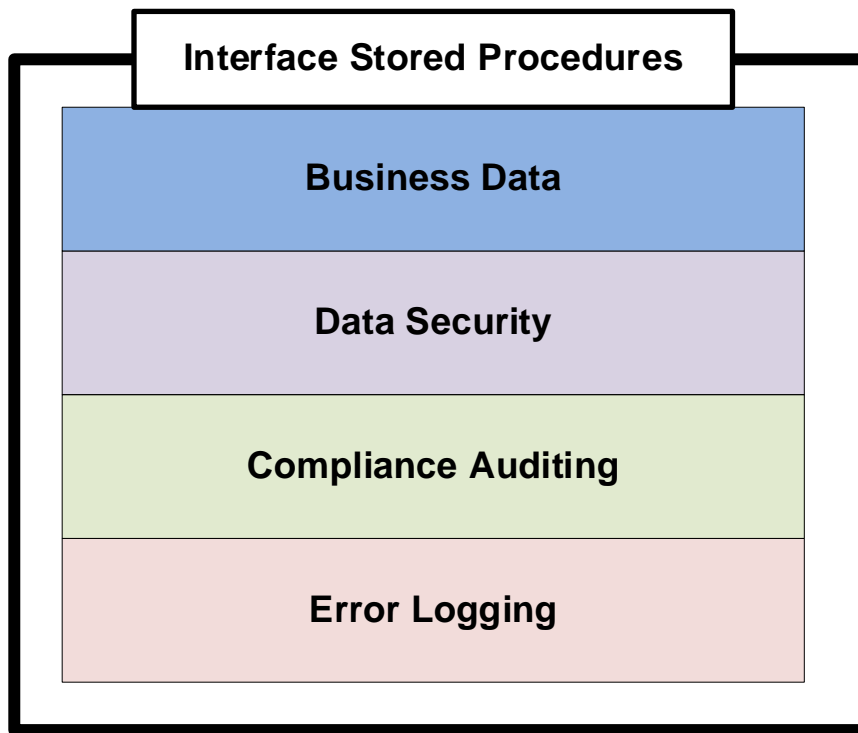 Interface Stored Procedures
Business Data
Data Security
Compliance Auditing
Error Logging